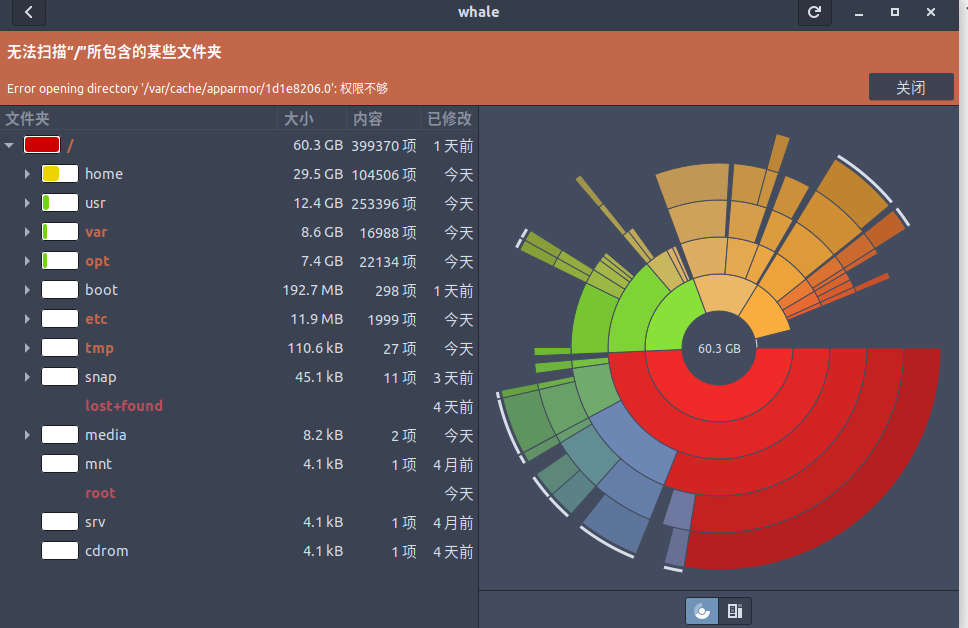 whale
无法扫描“/”所包含的某些文件夹
Error opening directory '/var/cache/apparmor/1d1e8206.0': 权限不够
关闭
文件夹 大小 内容 已修改
/ 60.3 GB 399370 项 1 天前
home 29.5 GB 104506 项 今天
usr 12.4 GB 253396 项 今天
var 8.6 GB 16988 项 今天
opt 7.4 GB 22134 项 今天
boot 192.7 MB 298 项 1 天前
etc 11.9 MB 1999 项 今天
tmp 110.6 kB 27 项 今天
snap 45.1 kB 11 项 3 天前
lost+found 4 天前
media 8.2 kB 2 项 今天
mnt 4.1 kB 1 项 4 月前
root 今天
srv 4.1 kB 1 项 4 月前
cdrom 4.1 kB 1 项 4 天前
60.3 GB